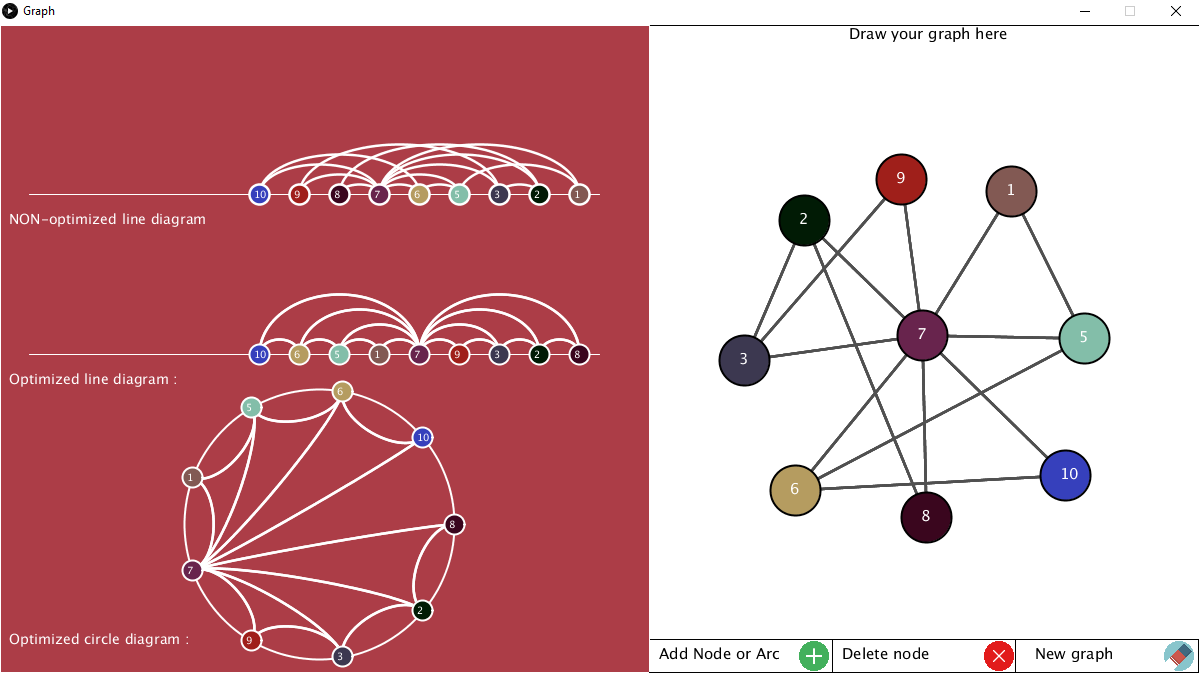 Graph
Draw your graph here
9
1
2
7
5
3
10
6
8
10 9 8 7 6 5 3 2 1
NON-optimized line diagram
10 6 5 1 7 9 3 2 8
Optimized line diagram :
6
5
10
1
8
7
2
9
3
Optimized circle diagram :
Add Node or Arc
Delete node
New graph